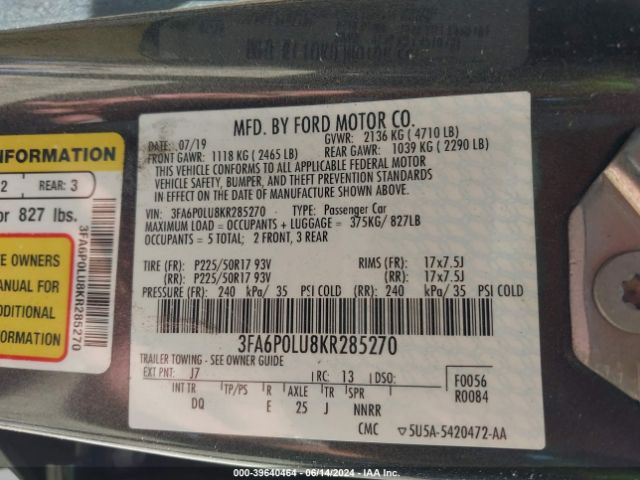 MFD. BY FORD MOTOR CO.
DATE: 07/19
GVWR: 2136 KG ( 4710 LB)
FRONT GAWR: 1118 KG ( 2465 LB)
REAR GAWR: 1039 KG ( 2290 LB)
THIS VEHICLE CONFORMS TO ALL APPLICABLE FEDERAL MOTOR
VEHICLE SAFETY, BUMPER, AND THEFT PREVENTION STANDARDS
IN EFFECT ON THE DATE OF MANUFACTURE SHOWN ABOVE.
VIN: 3FA6P0LU8KR285270 TYPE: Passenger Car
MAXIMUM LOAD = OCCUPANTS + LUGGAGE = 375KG/ 827LB
OCCUPANTS = 5 TOTAL; 2 FRONT, 3 REAR
TIRE (FR): P225/50R17 93V RIMS (FR): 17x7.5J
(RR): P225/50R17 93V (RR): 17x7.5J
PRESSURE (FR): 240 kPa/ 35 PSI COLD (RR): 240 kPa/ 35 PSI COLD
3FA6P0LU8KR285270
TRAILER TOWING - SEE OWNER GUIDE
EXT PNT: J7 RC: 13 DSO:
INT TR TP/PS R AXLE TR SPR
DQ E 25 J NNRR
F0056
R0084
CMC ▽5U5A-5420472-AA
INFORMATION
2 REAR: 3
or 827 lbs.
EE OWNERS
ANUAL FOR
ADDITIONAL
FORMATION
3FA6P0LU8KR285270
000-39640464 - 06/14/2024 - IAA Inc.